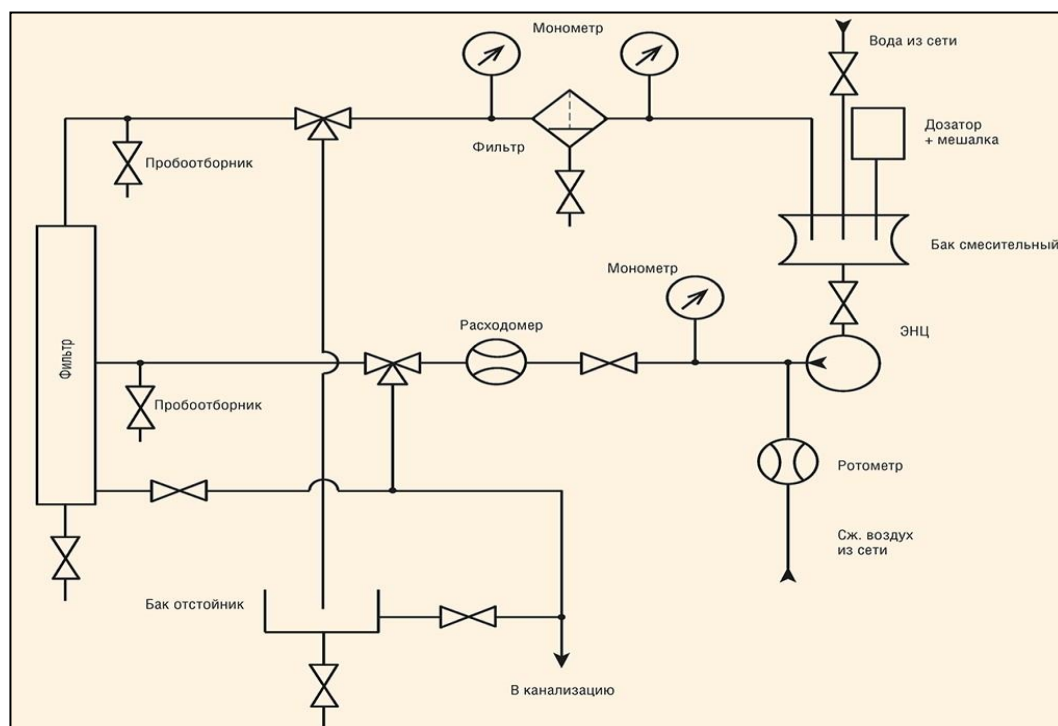 Монометр
Вода из сети
Дозатор
+ мешалка
Фильтр
Пробоотборник
Бак смесительный
Монометр
ЭНЦ
Расходомер
Фильтр
Пробоотборник
Ротометр
Сж. воздух
из сети
Бак отстойник
В канализацию